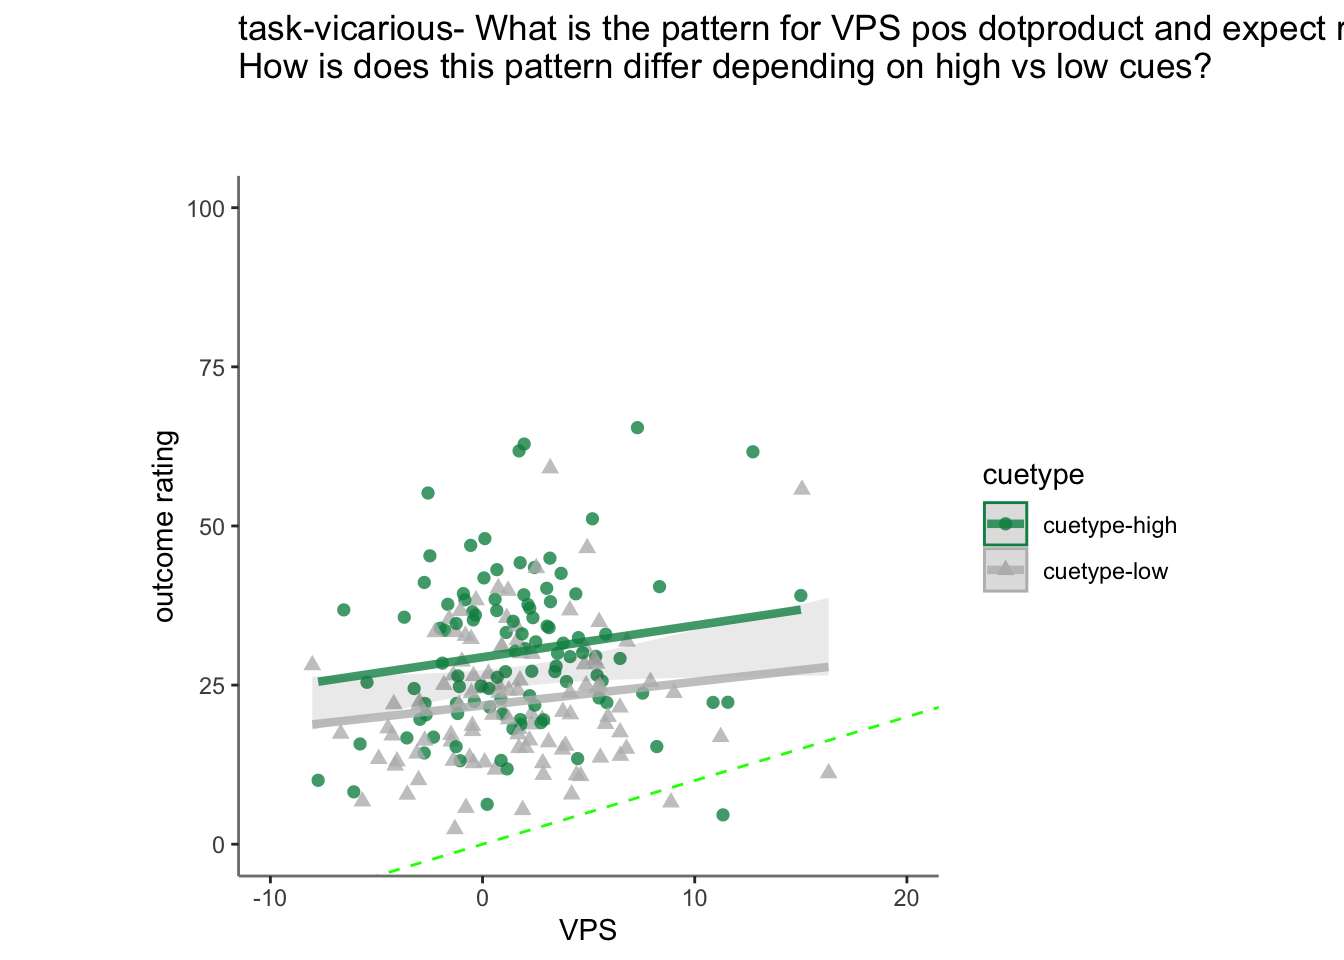 task-vicarious- What is the pattern for VPS pos dotproduct and expect r
How is does this pattern differ depending on high vs low cues?
100
75
50
25
0
outcome rating
-10
0
10
20
VPS
cuetype
cuetype-high
cuetype-low